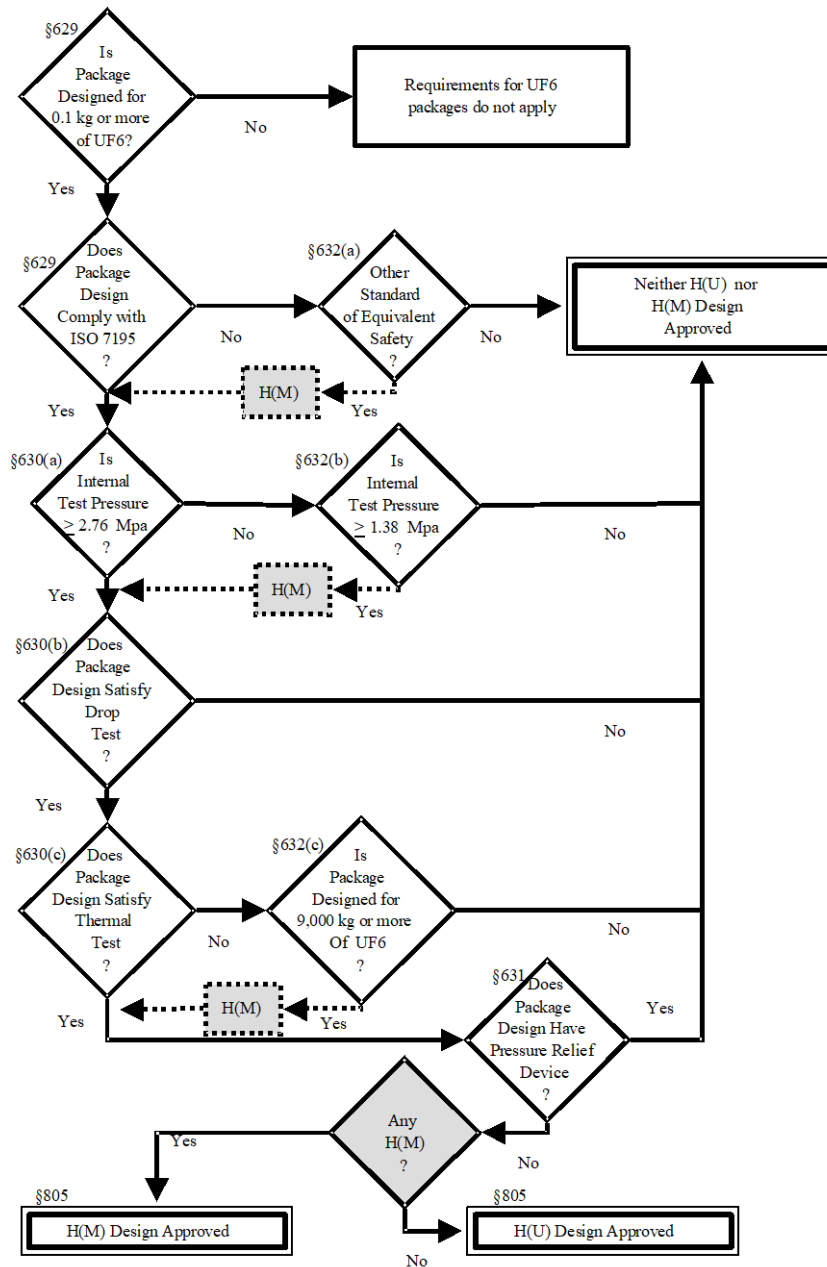 §629
Is
Package
Designed for
0.1 kg or more
of UF6?
Requirements for UF6
packages do not apply
No
Yes
§629
Does
Package
Design
Comply with
ISO 7195
?
§632(a)
Other
Standard
of Equivalent
Safety
?
Neither H(U) nor
H(M) Design
Approved
No
No
H(M)
Yes
Yes
§630(a)
Is
Internal
Test Pressure
≥ 2.76 Mpa
?
§632(b)
Is
Internal
Test Pressure
≥ 1.38 Mpa
?
No
No
H(M)
Yes
Yes
§630(b)
Does
Package
Design Satisfy
Drop
Test
?
No
Yes
§630(c)
Does
Package
Design Satisfy
Thermal
Test
?
§632(c)
Is
Package
Designed for
9,000 kg or more
Of UF6
?
No
No
H(M)
Yes
Yes
§631
Does
Package
Design Have
Pressure Relief
Device
?
Yes
Any
H(M)
?
Yes
No
§805
H(M) Design Approved
§805
H(U) Design Approved
No